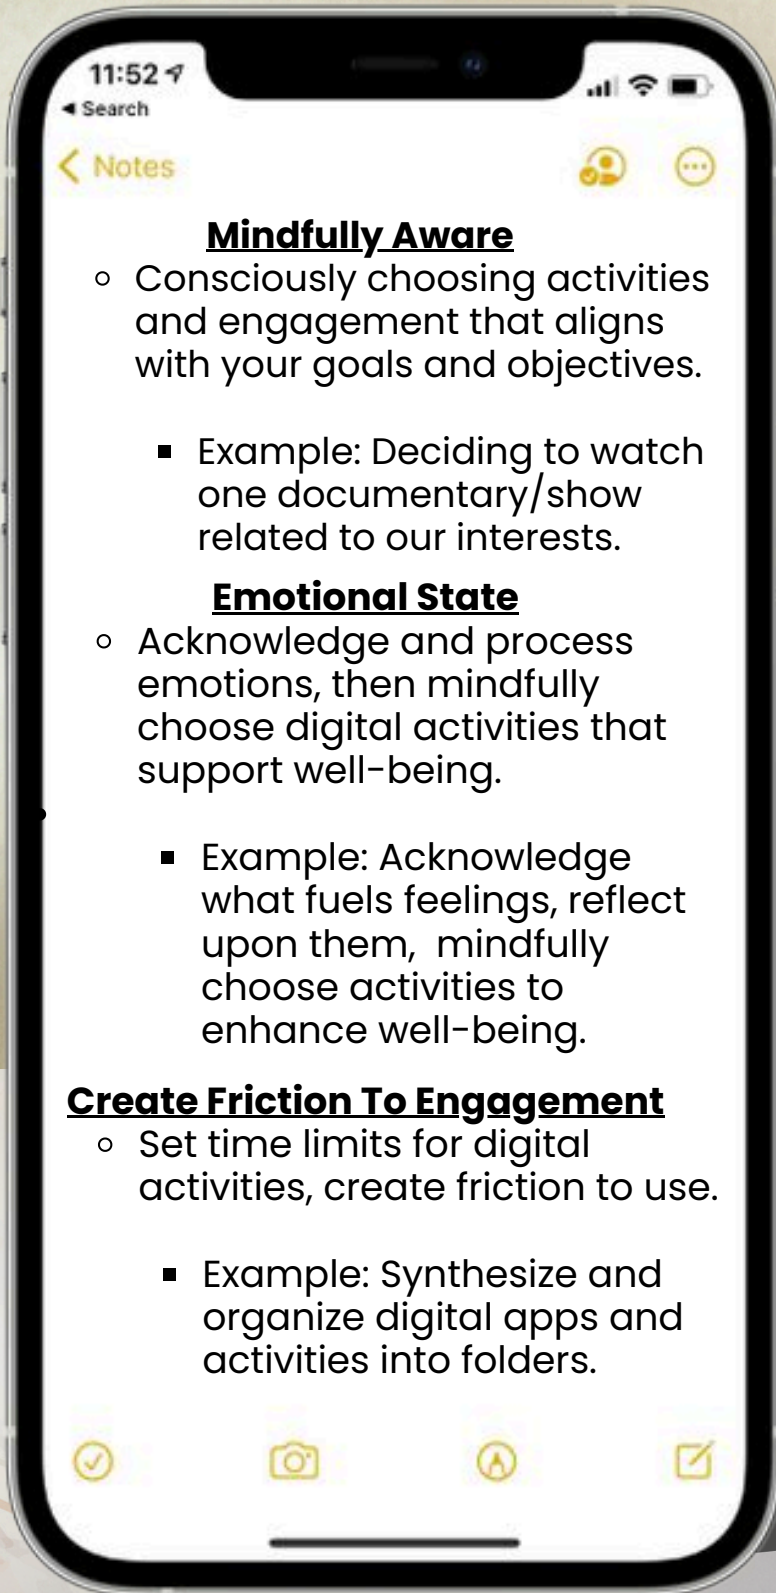 11:52
◀ Search
Notes
Mindfully Aware
Consciously choosing activities
and engagement that aligns
with your goals and objectives.
Example: Deciding to watch
one documentary/show
related to our interests.
Emotional State
Acknowledge and process
emotions, then mindfully
choose digital activities that
support well-being.
Example: Acknowledge
what fuels feelings, reflect
upon them,  mindfully
choose activities to
enhance well-being.
Create Friction To Engagement
Set time limits for digital
activities, create friction to use.
Example: Synthesize and
organize digital apps and
activities into folders.